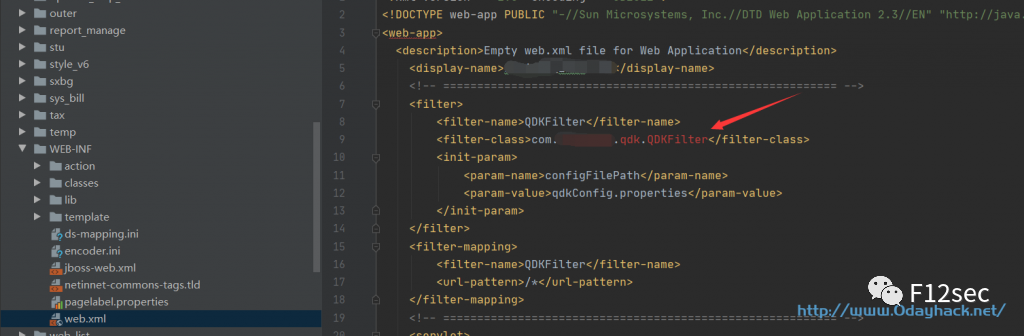 outer
report_manage
stu
style_v6
sxbg
sys_bill
tax
temp
WEB-INF
action
classes
lib
template
ds-mapping.ini
encoder.ini
jboss-web.xml
netinnet-commons-tags.tld
pagelabel.properties
web.xml
web_list
2 <!DOCTYPE web-app PUBLIC "-//Sun Microsystems, Inc.//DTD Web Application 2.3//EN" "http://java.
3 <web-app>
4 <description>Empty web.xml file for Web Application</description>
5 <display-name></display-name>
6 <!-- ========================================================== -->
7 <filter>
8 <filter-name>QDKFilter</filter-name>
9 <filter-class>com. .qdk.QDKFilter</filter-class>
10 <init-param>
11 <param-name>configFilePath</param-name>
12 <param-value>qdkConfig.properties</param-value>
13 </init-param>
14 </filter>
15 <filter-mapping>
16 <filter-name>QDKFilter</filter-name>
17 <url-pattern>/*</url-pattern>
18 </filter-mapping>
19 <!-- ========================================================== -->
20 <servlet>
F12sec
http://www.0dayhack.net/